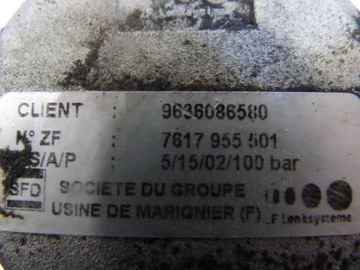 CLIENT : 9636086580
N° ZF : 7617 955 501
S/A/P : 5/15/02/100 bar
SFD SOCIETE DU GROUPE
USINE DE MARIGNIER (F) F Lenksysteme